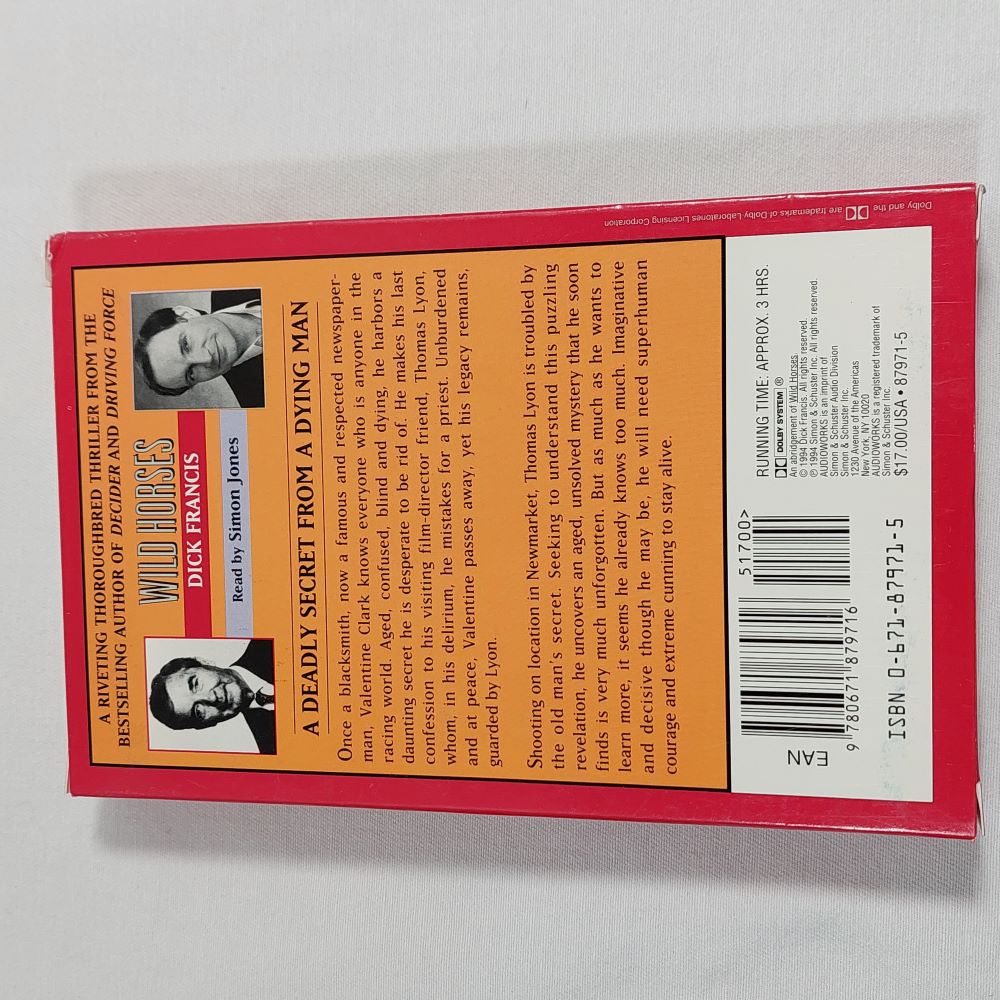 A RIVETING THOROUGHBRED THRILLER FROM THE
BESTSELLING AUTHOR OF DECIDER AND DRIVING FORCE
WILD HORSES
DICK FRANCIS
Read by Simon Jones
A DEADLY SECRET FROM A DYING MAN
Once a blacksmith, now a famous and respected newspaper-
man, Valentine Clark knows everyone who is anyone in the
racing world. Aged, confused, blind and dying, he harbors a
daunting secret he is desperate to be rid of. He makes his last
confession to his visiting film-director friend, Thomas Lyon,
whom, in his delirium, he mistakes for a priest. Unburdened
and at peace, Valentine passes away, yet his legacy remains,
guarded by Lyon.
Shooting on location in Newmarket, Thomas Lyon is troubled by
the old man's secret. Seeking to understand this puzzling
revelation, he uncovers an aged, unsolved mystery that he soon
finds is very much unforgotten. But as much as he wants to
learn more, it seems he already knows too much. Imaginative
and decisive though he may be, he will need superhuman
courage and extreme cunning to stay alive.
EAN
9 780671 879716
51700>
ISBN 0-671-87971-5
RUNNING TIME: APPROX. 3 HRS.
DOLBY SYSTEM ®
An abridgement of Wild Horses
© 1994 Dick Francis. All rights reserved.
℗ 1994 Simon & Schuster Inc. All rights reserved.
AUDIOWORKS is an imprint of
Simon & Schuster Audio Division
Simon & Schuster Inc.
1230 Avenue of the Americas
New York, NY 10020
AUDIOWORKS is a registered trademark of
Simon & Schuster Inc.
$17.00/USA • 87971-5
Dolby and the
are trademarks of Dolby Laboratories Licensing Corporation